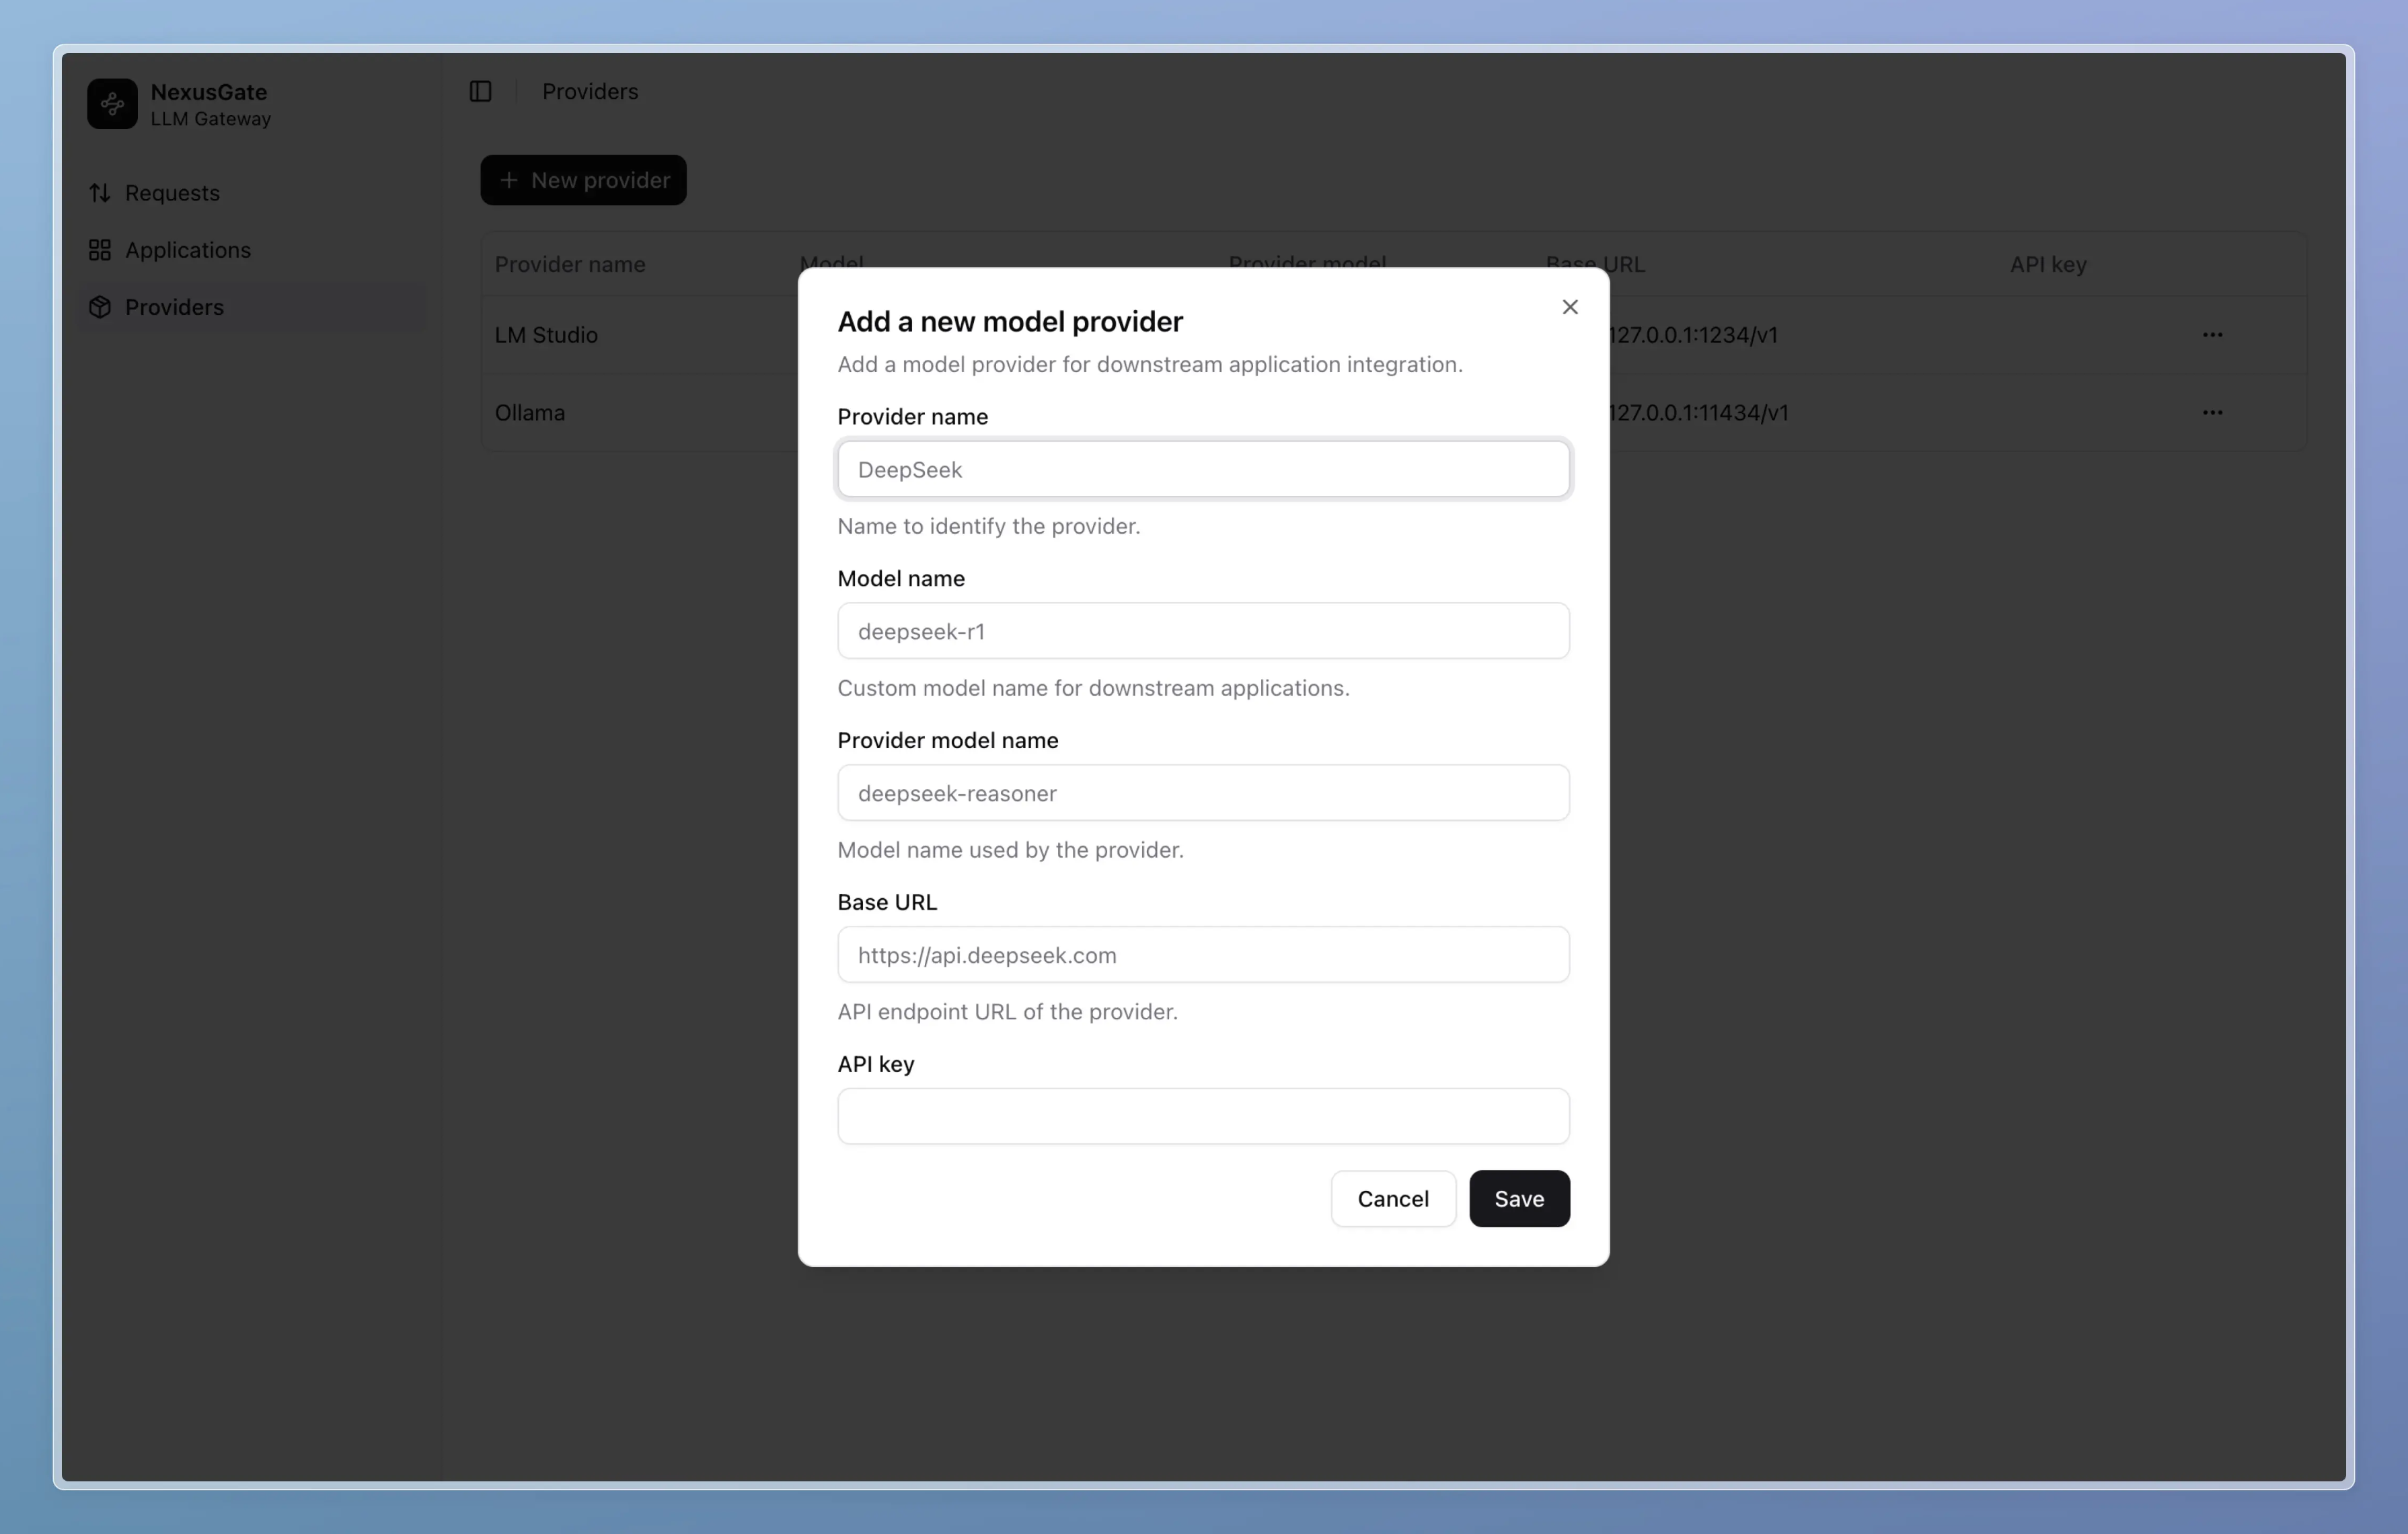 NexusGate
LLM Gateway
Requests
Applications
Providers
Providers
New provider
Provider name Model Provider model Base URL API key
LM Studio 127.0.0.1:1234/v1
Ollama 127.0.0.1:11434/v1
Add a new model provider
Add a model provider for downstream application integration.
Provider name
DeepSeek
Name to identify the provider.
Model name
deepseek-r1
Custom model name for downstream applications.
Provider model name
deepseek-reasoner
Model name used by the provider.
Base URL
https://api.deepseek.com
API endpoint URL of the provider.
API key
Cancel Save